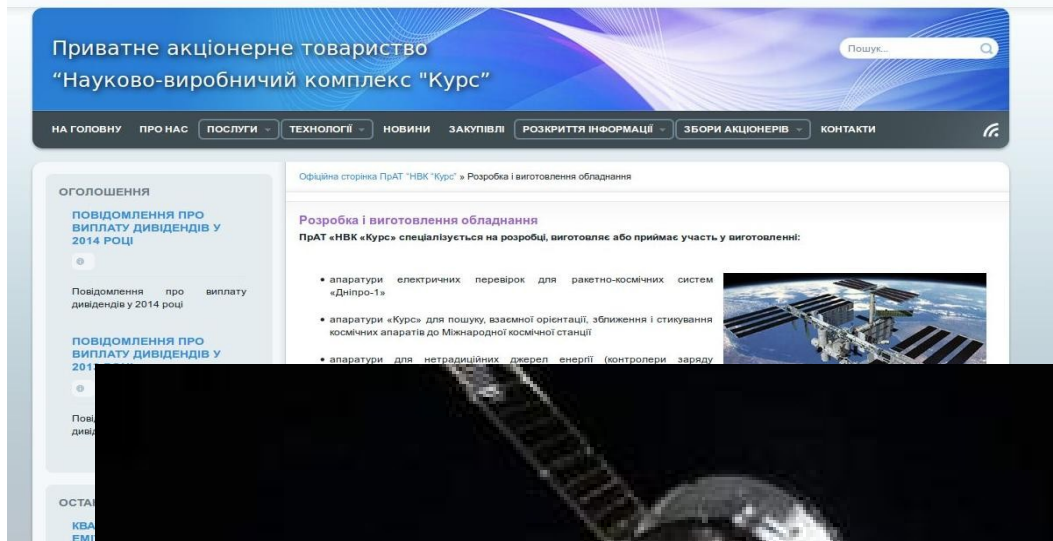 Приватне акціонерне товариство
“Науково-виробничий комплекс "Курс”
Пошук...
НА ГОЛОВНУ ПРО НАС ПОСЛУГИ ТЕХНОЛОГІЇ НОВИНИ ЗАКУПІВЛІ РОЗКРИТТЯ ІНФОРМАЦІЇ ЗБОРИ АКЦІОНЕРІВ КОНТАКТИ
ОГОЛОШЕННЯ
ПОВІДОМЛЕННЯ ПРО
ВИПЛАТУ ДИВІДЕНДІВ У
2014 РОЦІ
Повідомлення про виплату
дивідендів у 2014 році
ПОВІДОМЛЕННЯ ПРО
ВИПЛАТУ ДИВІДЕНДІВ У
Офіційна сторінка ПрАТ "НВК "Курс" » Розробка і виготовлення обладнання
Розробка і виготовлення обладнання
ПрАТ «НВК «Курс» спеціалізується на розробці, виготовляє або приймає участь у виготовленні:
• апаратури електричних перевірок для ракетно-космічних систем
«Дніпро-1»
• апаратури «Курс» для пошуку, взаємної орієнтації, зближення і стикування
космічних апаратів до Міжнародної космічної станції
• апаратури для нетрадиційних джерел енергії (контролери заряду